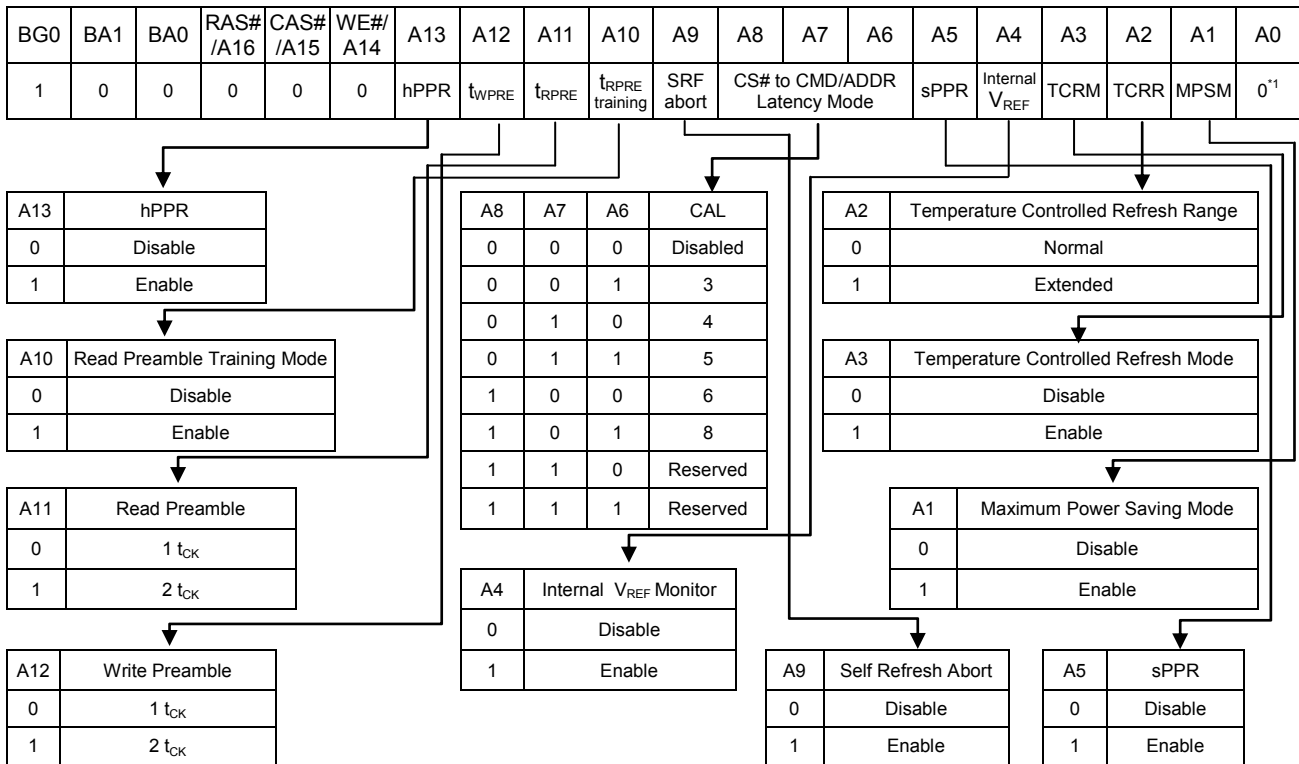 BG0 BA1 BA0 RAS# /A16 CAS# /A15 WE#/ A14 A13 A12 A11 A10 A9 A8 A7 A6 A5 A4 A3 A2 A1 A0
1 0 0 0 0 0 hPPR tWPRE tRPRE tRPRE training SRF abort CS# to CMD/ADDR Latency Mode sPPR Internal VREF TCRM TCRR MPSM 0*1
A13 hPPR
0 Disable
1 Enable
A10 Read Preamble Training Mode
0 Disable
1 Enable
A11 Read Preamble
0 1 tCK
1 2 tCK
A12 Write Preamble
0 1 tCK
1 2 tCK
A8 A7 A6 CAL
0 0 0 Disabled
0 0 1 3
0 1 0 4
0 1 1 5
1 0 0 6
1 0 1 8
1 1 0 Reserved
1 1 1 Reserved
A4 Internal VREF Monitor
0 Disable
1 Enable
A2 Temperature Controlled Refresh Range
0 Normal
1 Extended
A3 Temperature Controlled Refresh Mode
0 Disable
1 Enable
A1 Maximum Power Saving Mode
0 Disable
1 Enable
A9 Self Refresh Abort
0 Disable
1 Enable
A5 sPPR
0 Disable
1 Enable